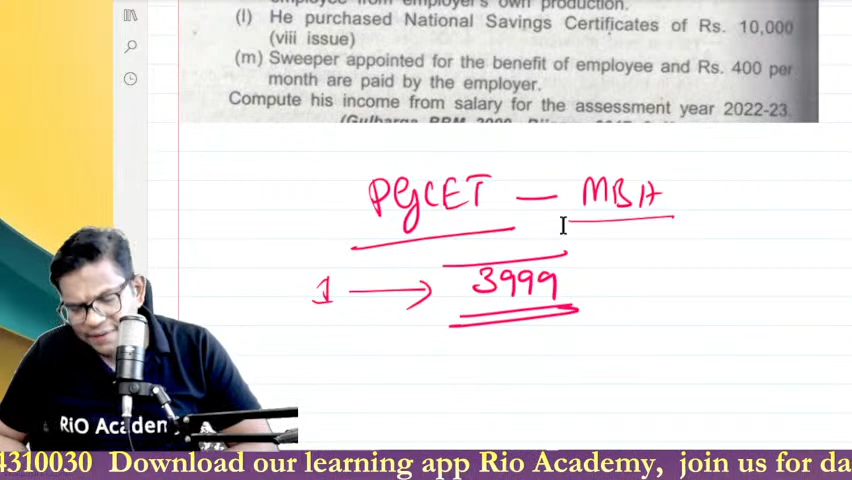 employee from employer's own production.
(l) He purchased National Savings Certificates of Rs. 10,000
(viii issue)
(m) Sweeper appointed for the benefit of employee and Rs. 400 per
month are paid by the employer.
Compute his income from salary for the assessment year 2022-23.
(Gulbarga BBM 2000,
PGCET — MBA
1 → 3999
RiO Academ
4310030 Download our learning app Rio Academy, join us for da